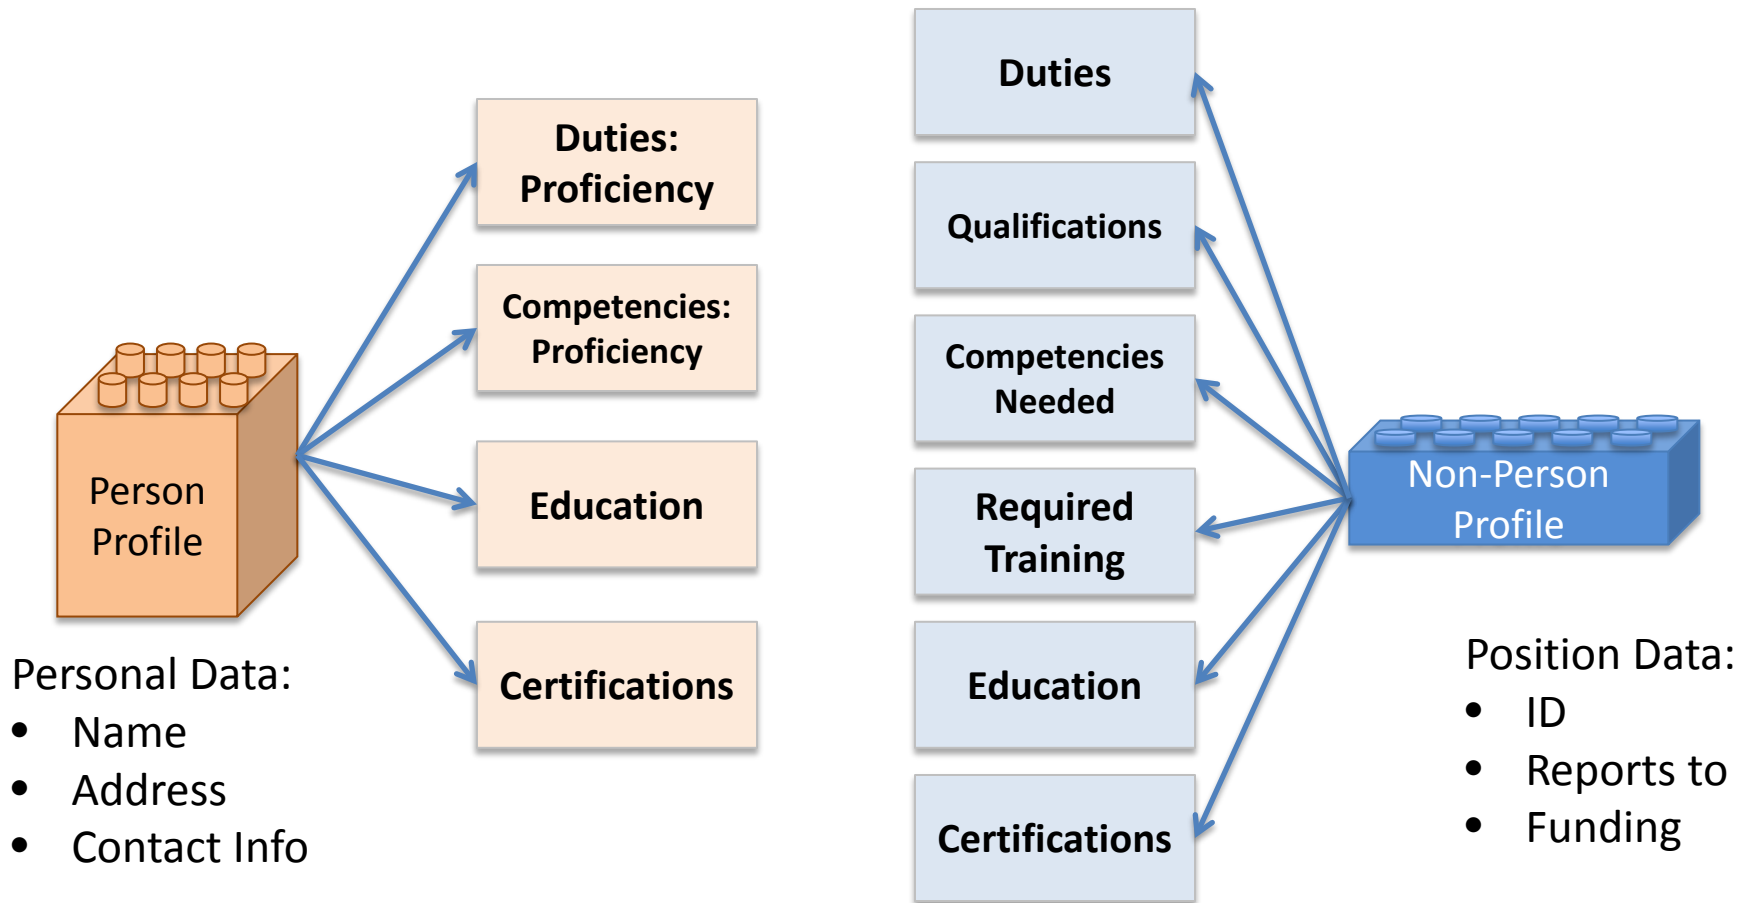 Person
Profile
Personal Data:
• Name
• Address
• Contact Info
Duties:
Proficiency
Competencies:
Proficiency
Education
Certifications
Duties
Qualifications
Competencies
Needed
Required
Training
Education
Certifications
Non-Person
Profile
Position Data:
• ID
• Reports to
• Funding